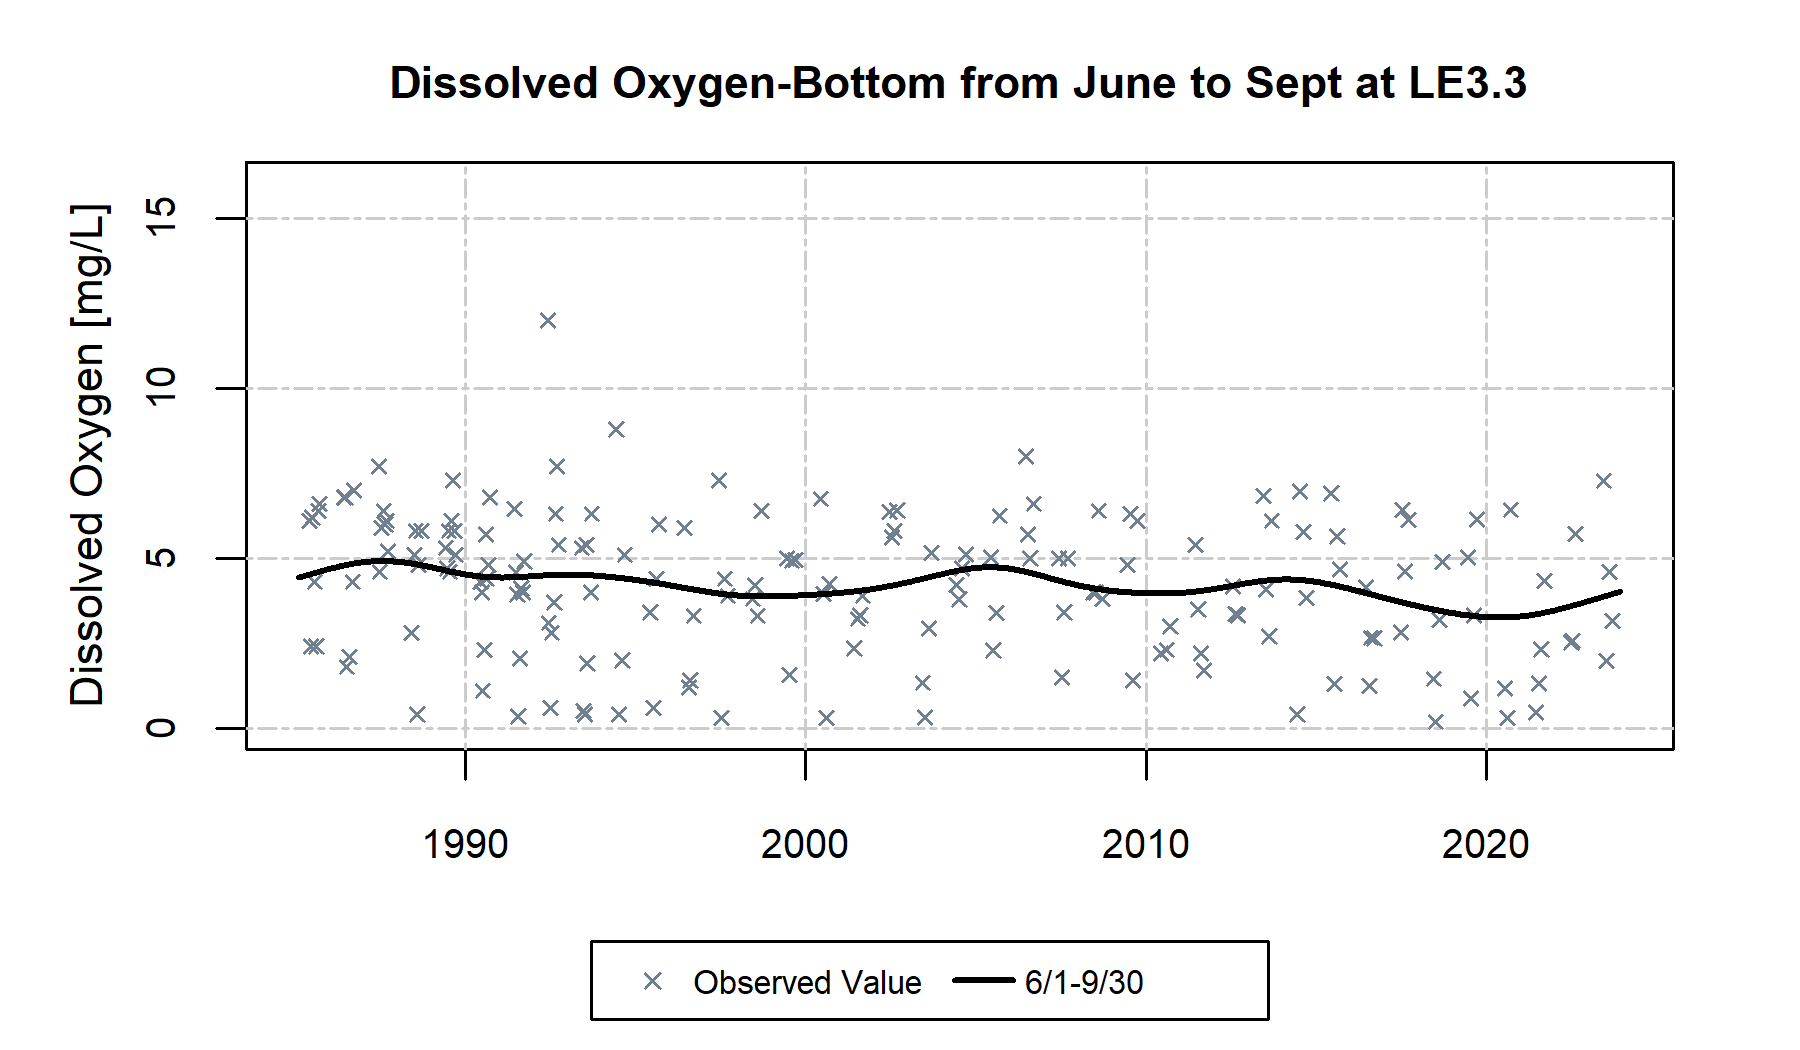 Dissolved Oxygen-Bottom from June to Sept at LE3.3
Dissolved Oxygen [mg/L]
15
10
5
0
1990 2000 2010 2020
Observed Value 6/1-9/30